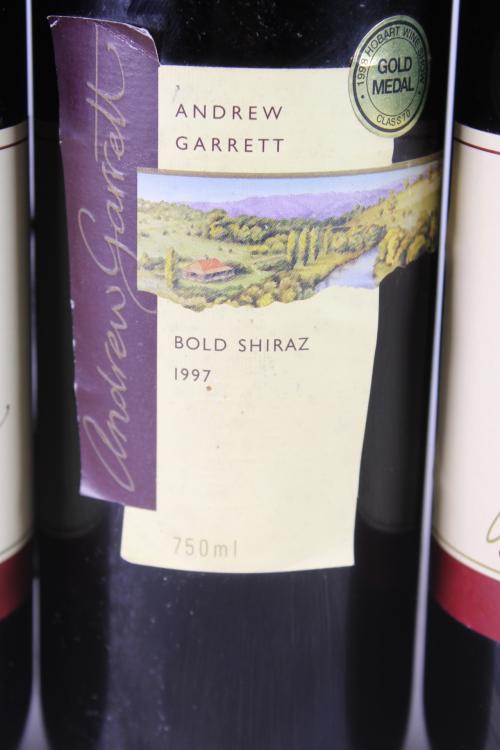 Andrew Garrett
ANDREW
GARRETT
1998 HOBART WINE SHOW
GOLD
MEDAL
CLASS 70
BOLD SHIRAZ
1997
750ml